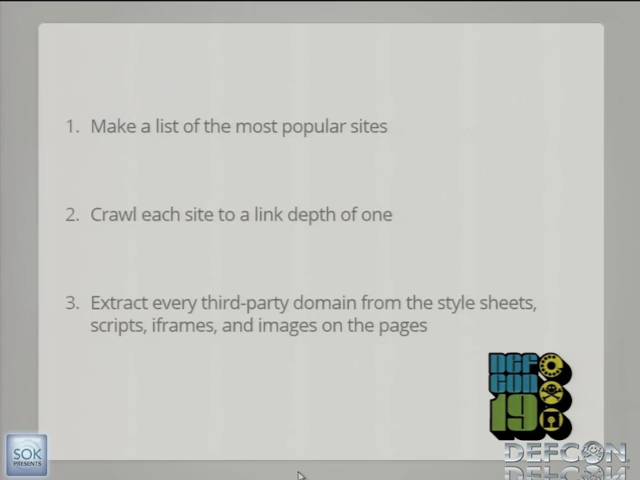 1. Make a list of the most popular sites
2. Crawl each site to a link depth of one
3. Extract every third-party domain from the style sheets,
scripts, iframes, and images on the pages
DEF
CON
19
SOK
PRESENTS
DEFCON